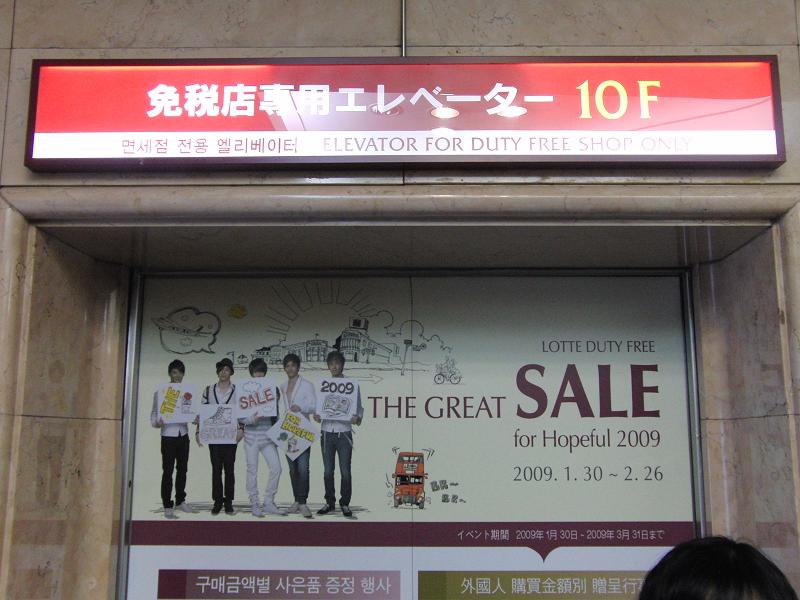 免税店専用エレベーター 10F
면세점 전용 엘리베이터 ELEVATOR FOR DUTY FREE SHOP ONLY
LOTTE DUTY FREE
THE GREAT SALE
for Hopeful 2009
2009. 1. 30 ~ 2. 26
THE
GREAT
SALE
FOR
HOPEFUL
2009
イベント期間 2009年 1月 30日 - 2009年 3月 31日まで
구매금액별 사은품 증정 행사
外國人 購買金額別 贈呈行